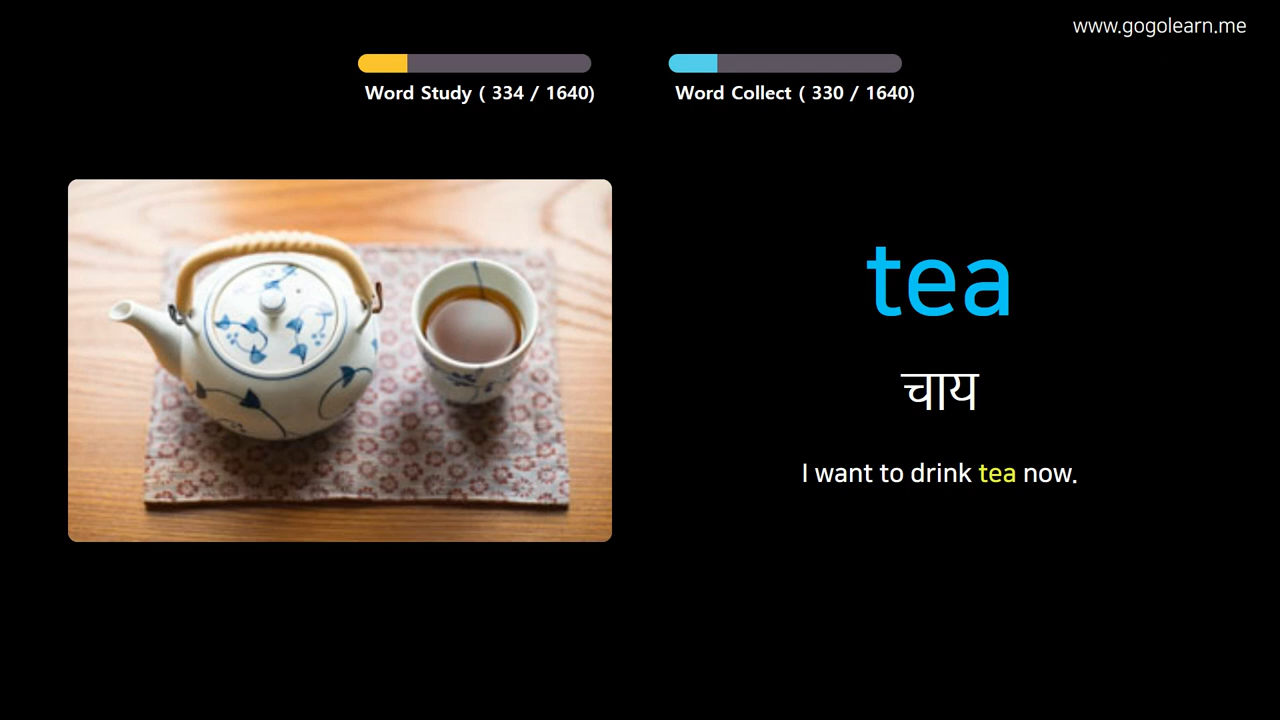 www.gogolearn.me
Word Study ( 334 / 1640)
Word Collect ( 330 / 1640)
tea
चाय
I want to drink tea now.